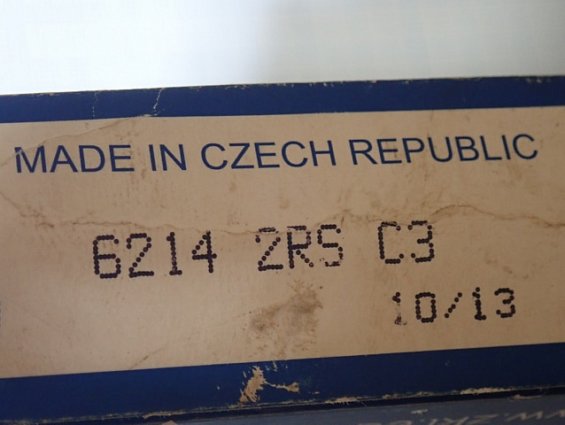 MADE IN CZECH REPUBLIC
6214 2RS C3
10/13